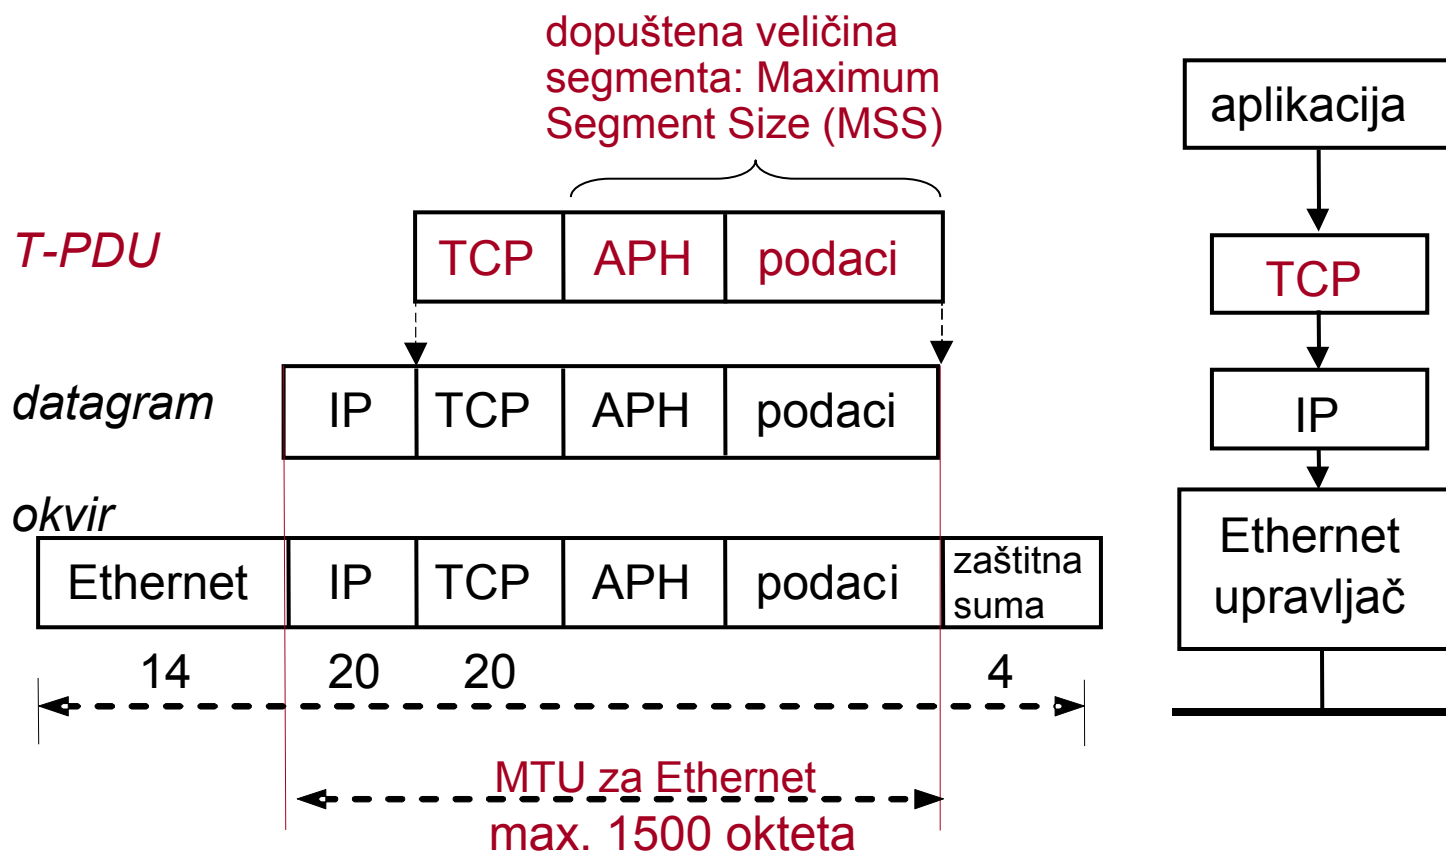 dopuštena veličina
segmenta: Maximum
Segment Size (MSS)
T-PDU
TCP APH podaci
datagram
IP TCP APH podaci
okvir
Ethernet IP TCP APH podaci zaštitna
suma
14 20 20 4
MTU za Ethernet
max. 1500 okteta
aplikacija
TCP
IP
Ethernet
upravljač